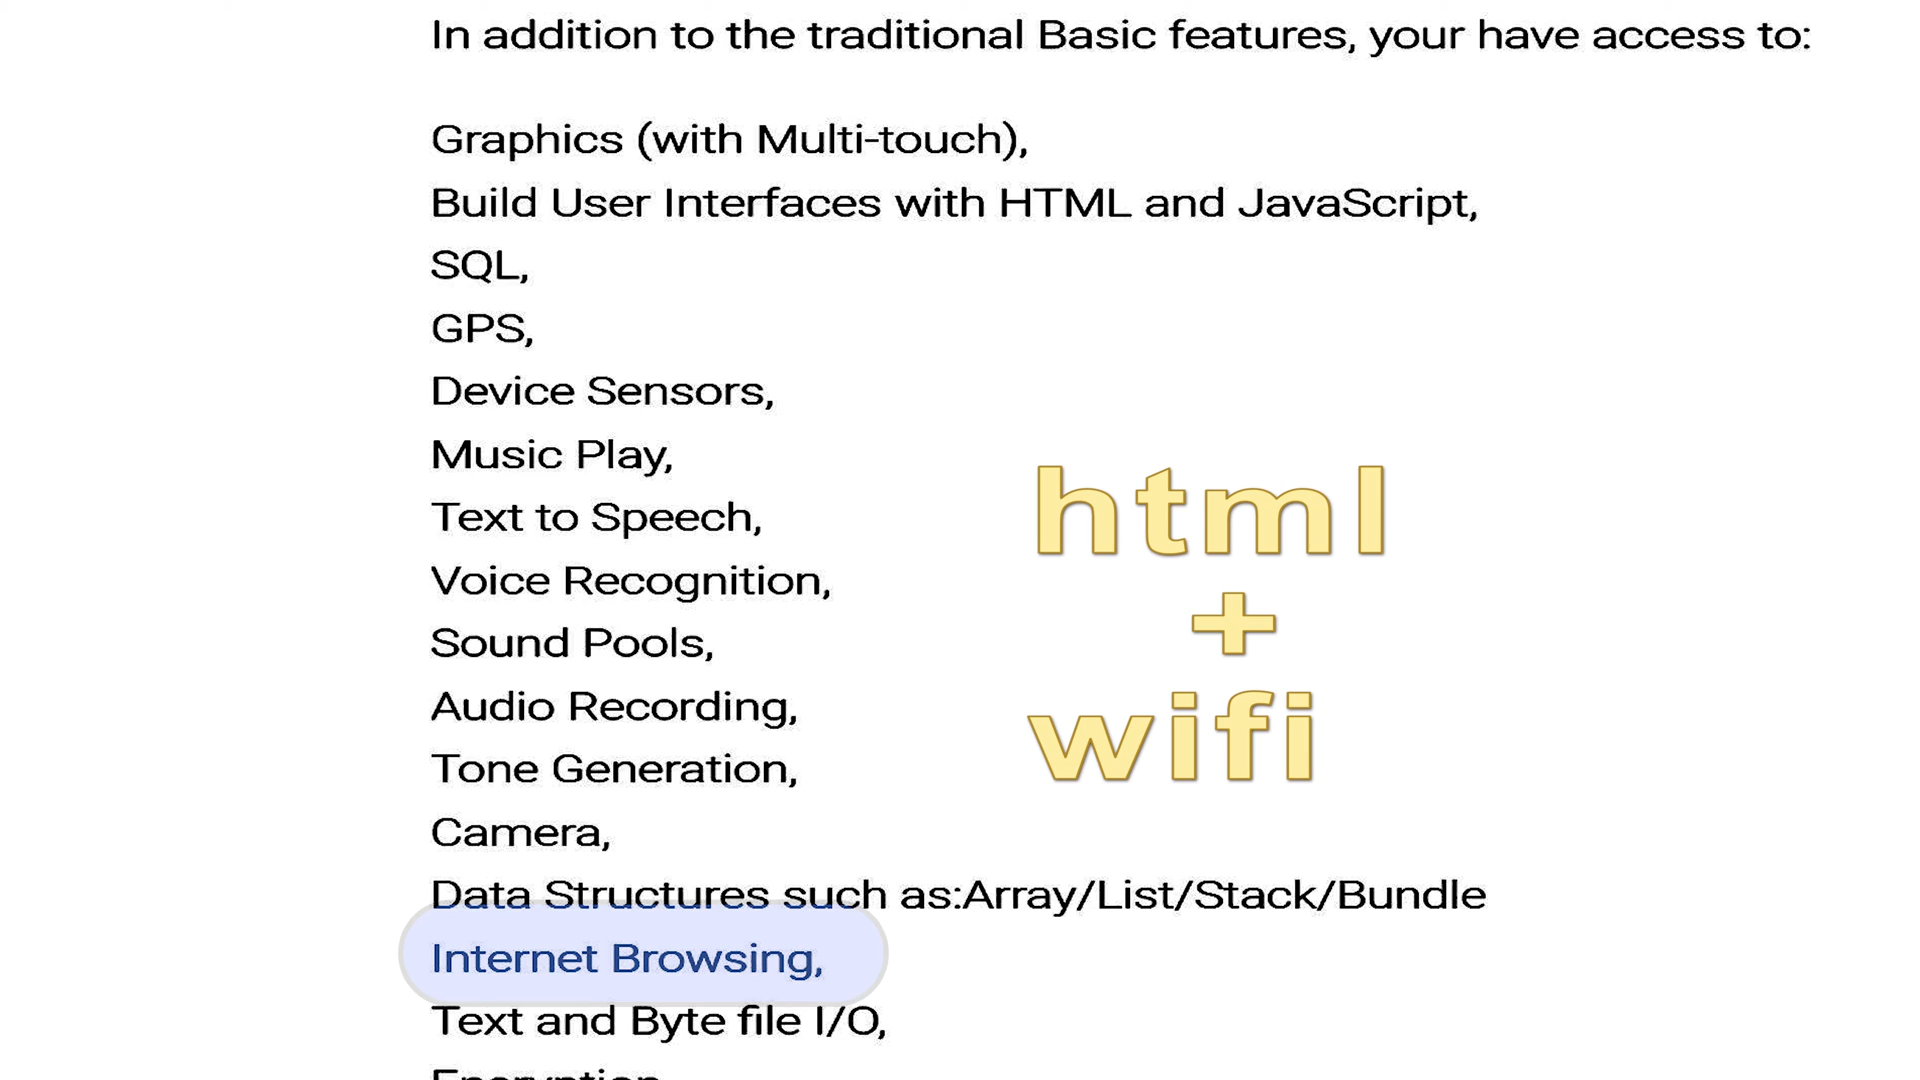 In addition to the traditional Basic features, your have access to:
Graphics (with Multi-touch),
Build User Interfaces with HTML and JavaScript,
SQL,
GPS,
Device Sensors,
Music Play,
Text to Speech,
Voice Recognition,
Sound Pools,
Audio Recording,
Tone Generation,
Camera,
Data Structures such as:Array/List/Stack/Bundle
Internet Browsing,
Text and Byte file I/O,
Encryption
html
+
wifi